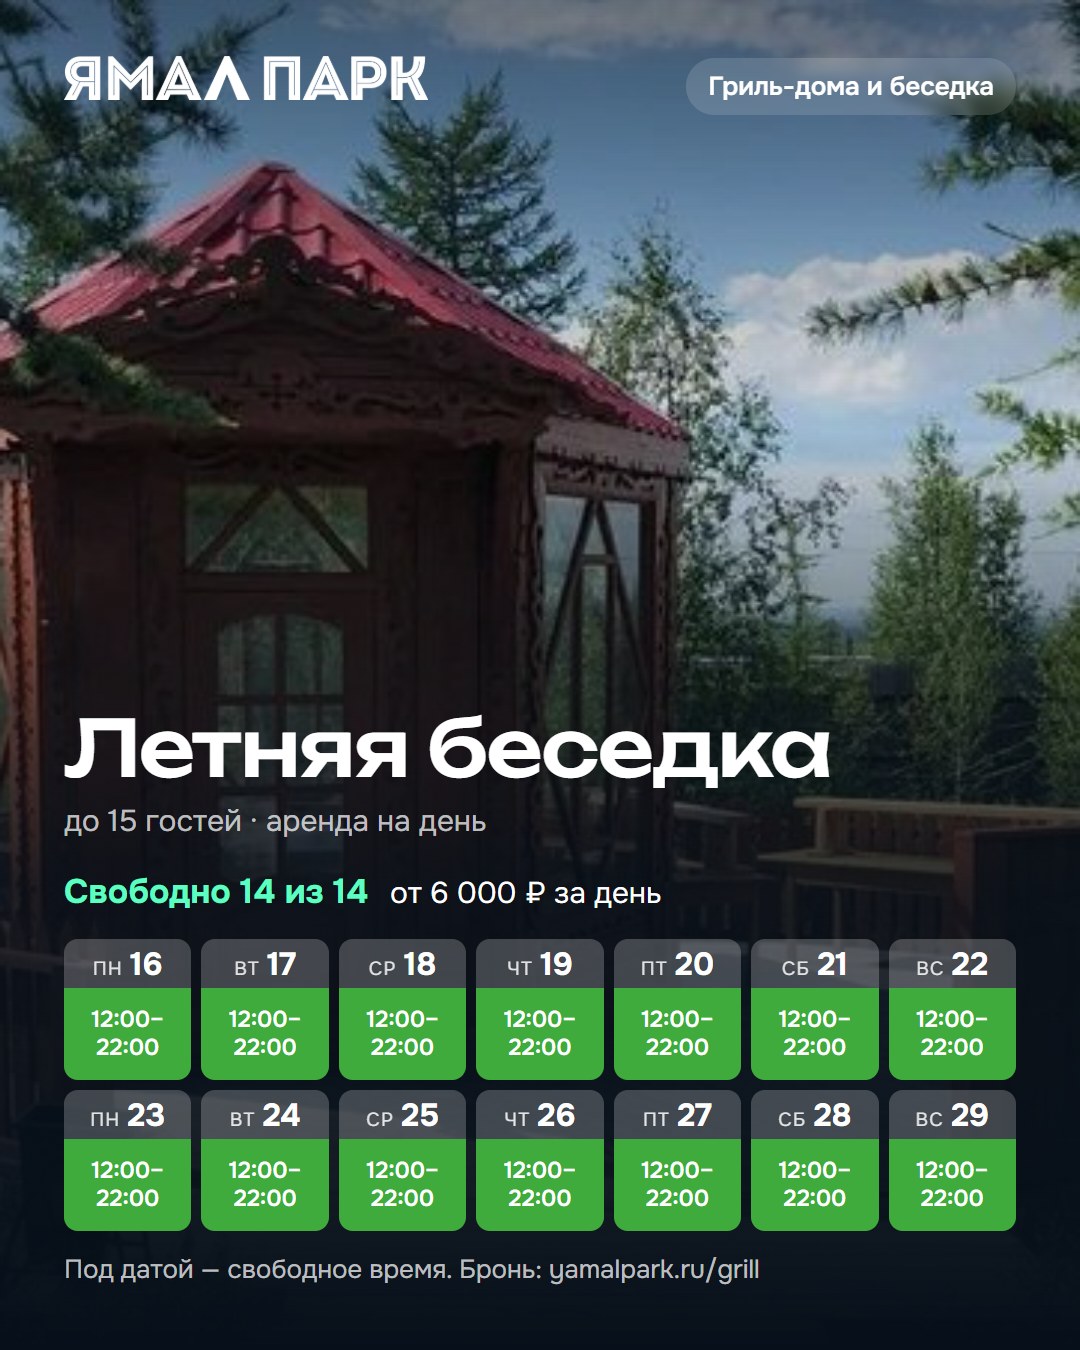 ЯМАЛ ПАРК
Гриль-дома и беседка
Летняя беседка
до 15 гостей · аренда на день
Свободно 14 из 14 от 6 000 ₽ за день
ПН 16 ВТ 17 СР 18 ЧТ 19 ПТ 20 СБ 21 ВС 22
12:00– 12:00– 12:00– 12:00– 12:00– 12:00– 12:00–
22:00 22:00 22:00 22:00 22:00 22:00 22:00
ПН 23 ВТ 24 СР 25 ЧТ 26 ПТ 27 СБ 28 ВС 29
12:00– 12:00– 12:00– 12:00– 12:00– 12:00– 12:00–
22:00 22:00 22:00 22:00 22:00 22:00 22:00
Под датой — свободное время. Бронь: yamalpark.ru/grill